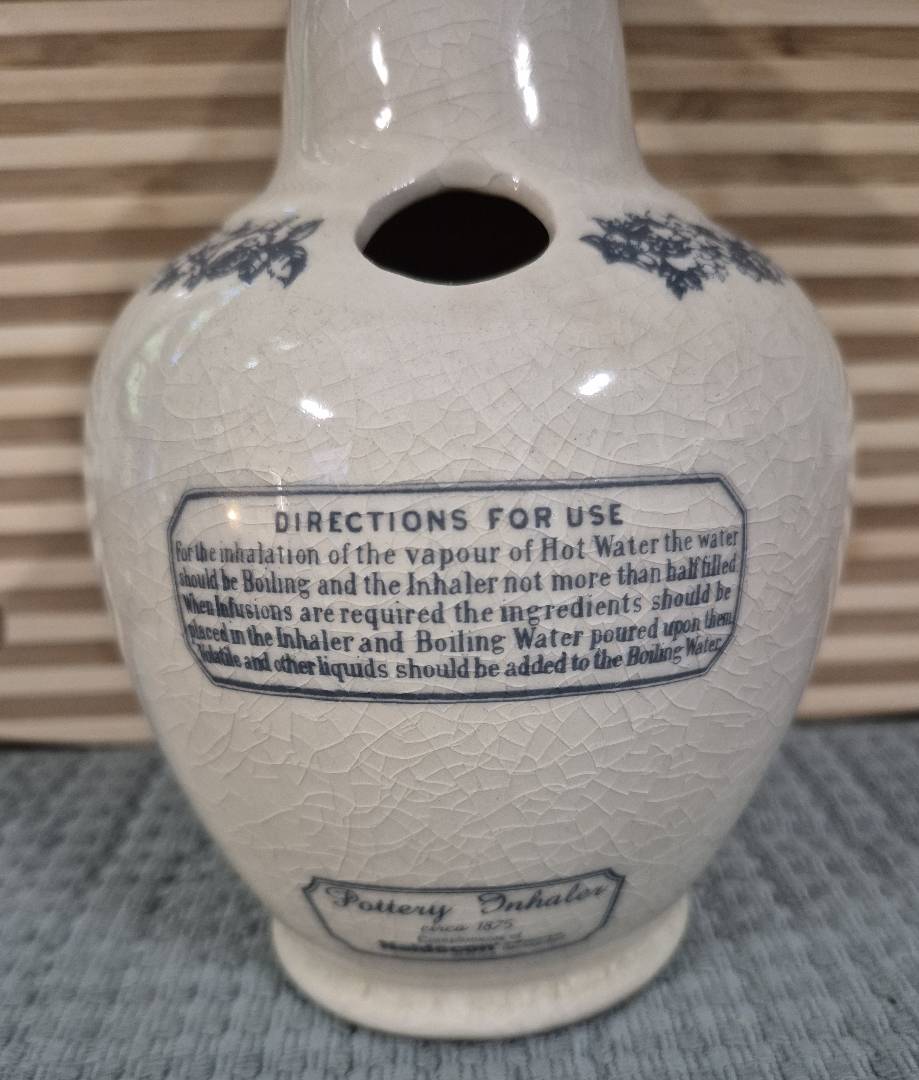 DIRECTIONS FOR USE
For the inhalation of the vapour of Hot Water the water
should be Boiling and the Inhaler not more than half filled
When Infusions are required the ingredients should be
placed in the Inhaler and Boiling Water poured upon them
Volatile and other liquids should be added to the Boiling Water
Pottery Inhaler
circa 1875
Compliments of